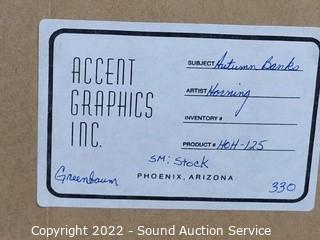 ACCENT
GRAPHICS
INC.
SUBJECT Autumn Banks
ARTIST Horning
INVENTORY #
PRODUCT # HOH-125
SM: Stock
PHOENIX, ARIZONA
Greenbaum
330
Copyright 2022 - Sound Auction Service